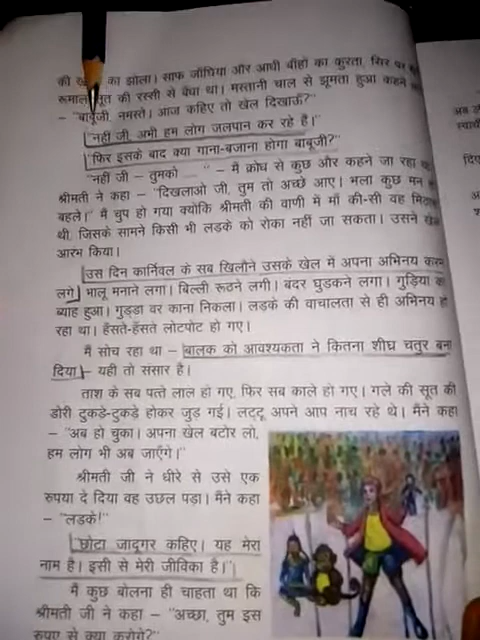 का झोला। साफ जाँघिया और आधी बाँहों का कुरता, सिर पर
रूमाल सूत की रस्सी से बँधा था। मस्तानी चाल से झूमता हुआ कहने
– "बाबूजी, नमस्ते। आज कहिए तो खेल दिखाऊँ?"
"नहीं जी, अभी हम लोग जलपान कर रहे हैं।"
"फिर इसके बाद क्या गाना-बजाना होगा बाबूजी?"
"नहीं जी – तुमको ......" – मैं क्रोध से कुछ और कहने जा रहा
श्रीमती ने कहा – "दिखलाओ जी, तुम तो अच्छे आए। भला कुछ मन
बहले।" मैं चुप हो गया क्योंकि श्रीमती की वाणी में माँ की-सी वह
थी, जिसके सामने किसी भी लड़के को रोका नहीं जा सकता। उसने
आरंभ किया।
उस दिन कार्निवल के सब खिलौने उसके खेल में अपना अभिनय करने
लगे। भालू मनाने लगा। बिल्ली रूठने लगी। बंदर घुड़कने लगा। गुड़िया का
ब्याह हुआ। गुड्डा वर काना निकला। लड़के की वाचालता से ही अभिनय हो
रहा था। हँसते-हँसते लोटपोट हो गए।
मैं सोच रहा था – बालक को आवश्यकता ने कितना शीघ्र चतुर बना
दिया – यही तो संसार है।
ताश के सब पत्ते लाल हो गए, फिर सब काले हो गए। गले की सूत की
डोरी टुकड़े-टुकड़े होकर जुड़ गई। लट्टू अपने आप नाच रहे थे। मैंने कहा
– "अब हो चुका। अपना खेल बटोर लो,
हम लोग भी अब जाएँगे।"
श्रीमती जी ने धीरे से उसे एक
रुपया दे दिया वह उछल पड़ा। मैंने कहा
– "लड़के!"
"छोटा जादूगर कहिए। यह मेरा
नाम है। इसी से मेरी जीविका है।"
मैं कुछ बोलना ही चाहता था कि
श्रीमती जी ने कहा – "अच्छा, तुम इस
रुपए से क्या करोगे?"